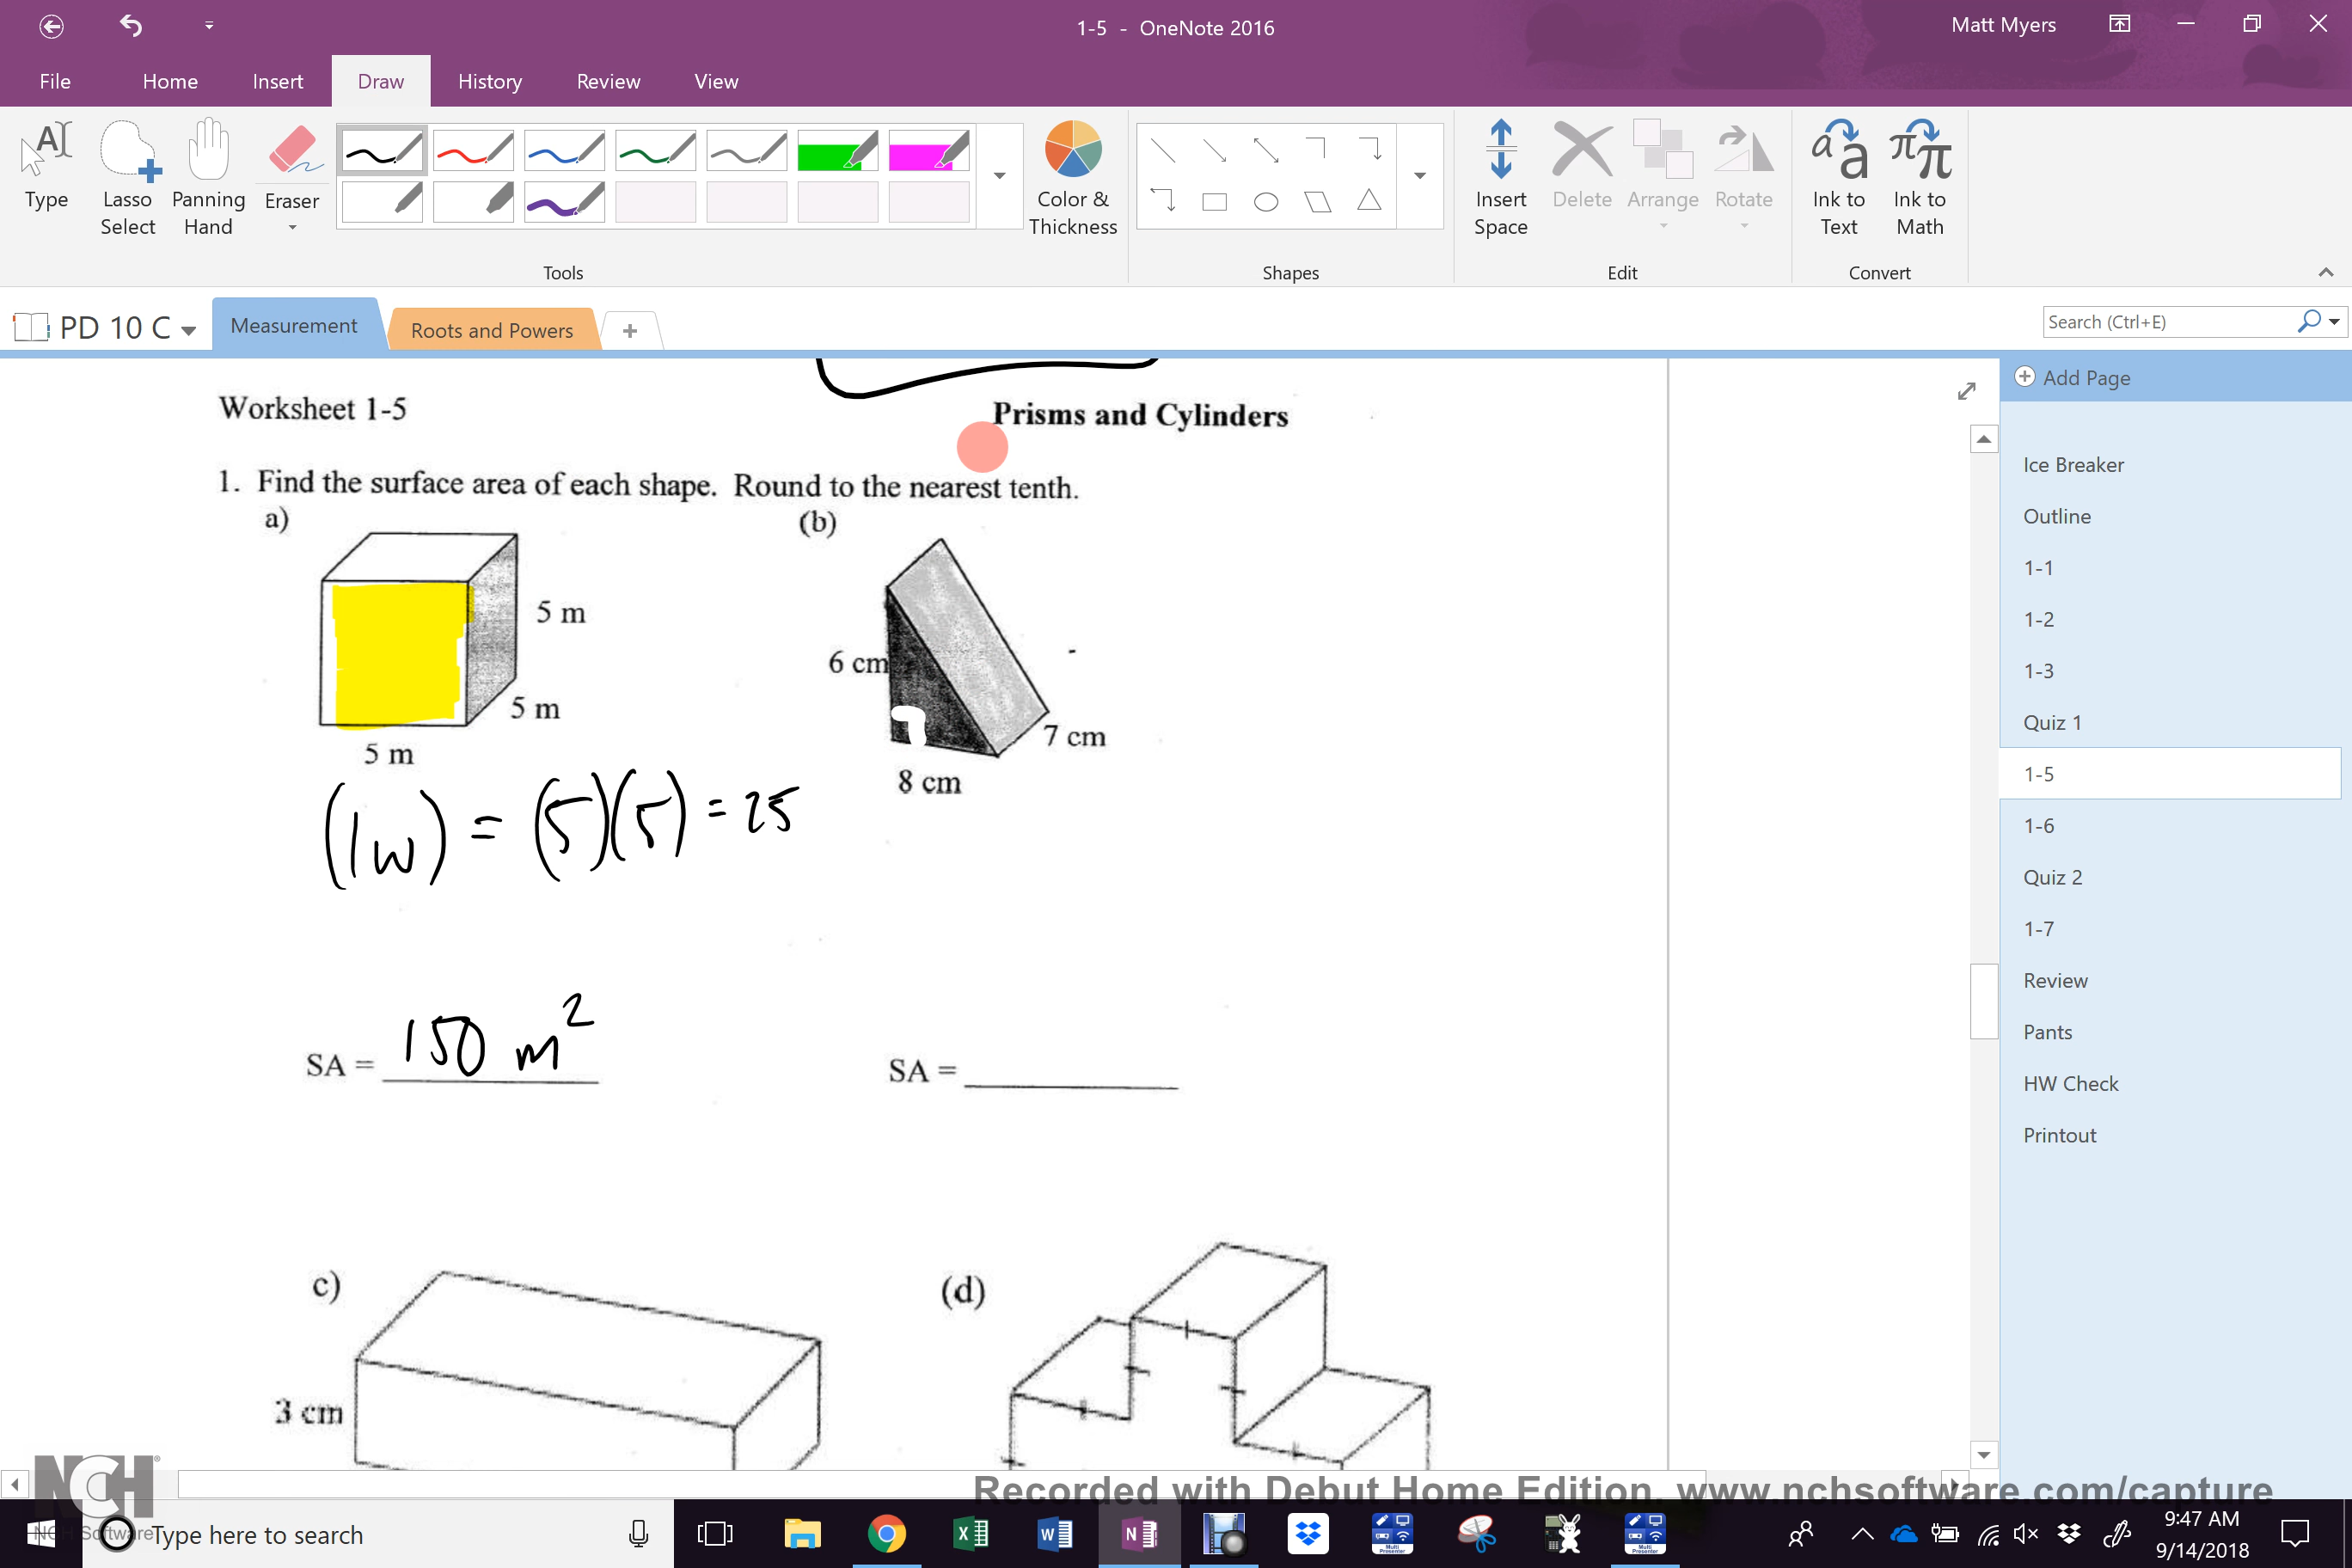 1-5 - OneNote 2016
Matt Myers
File Home Insert Draw History Review View
Type
Lasso Select
Panning Hand
Eraser
Color & Thickness
Insert Space
Delete
Arrange
Rotate
Ink to Text
Ink to Math
Tools
Shapes
Edit
Convert
PD 10 C
Measurement
Roots and Powers
Search (Ctrl+E)
Add Page
Ice Breaker
Outline
1-1
1-2
1-3
Quiz 1
1-5
1-6
Quiz 2
1-7
Review
Pants
HW Check
Printout
Worksheet 1-5
Prisms and Cylinders
1. Find the surface area of each shape. Round to the nearest tenth.
a)
5 m
5 m
5 m
(lw) = (5)(5) = 25
SA = 150 m²
(b)
6 cm
7 cm
8 cm
SA =
c)
3 cm
(d)
NCH®
NCH Software
Recorded with Debut Home Edition. www.nchsoftware.com/capture
Type here to search
9:47 AM
9/14/2018